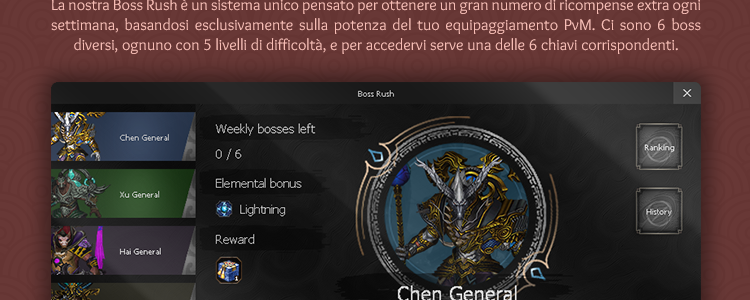 La nostra Boss Rush è un sistema unico pensato per ottenere un gran numero di ricompense extra ogni
settimana, basandosi esclusivamente sulla potenza del tuo equipaggiamento PvM. Ci sono 6 boss
diversi, ognuno con 5 livelli di difficoltà, e per accedervi serve una delle 6 chiavi corrispondenti.
Boss Rush
Chen General
Xu General
Hai General
Weekly bosses left
0 / 6
Elemental bonus
Lightning
Reward
Chen General
Ranking
History